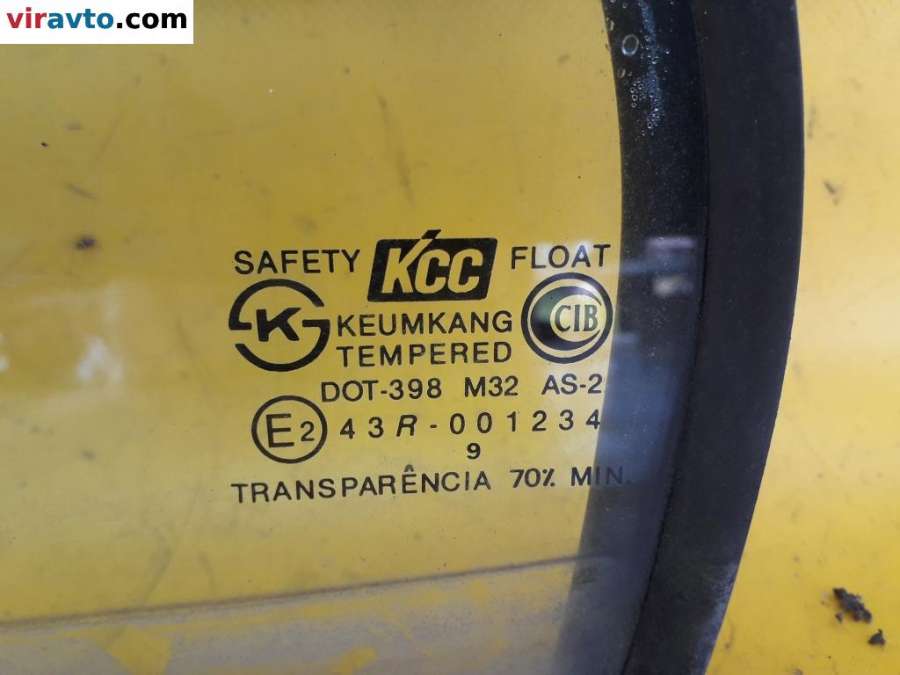 viravto.com
SAFETY KCC FLOAT
K
KEUMKANG
CIB
TEMPERED
DOT-398 M32 AS-2
E2 43R-001234
9
TRANSPARÊNCIA 70% MIN.